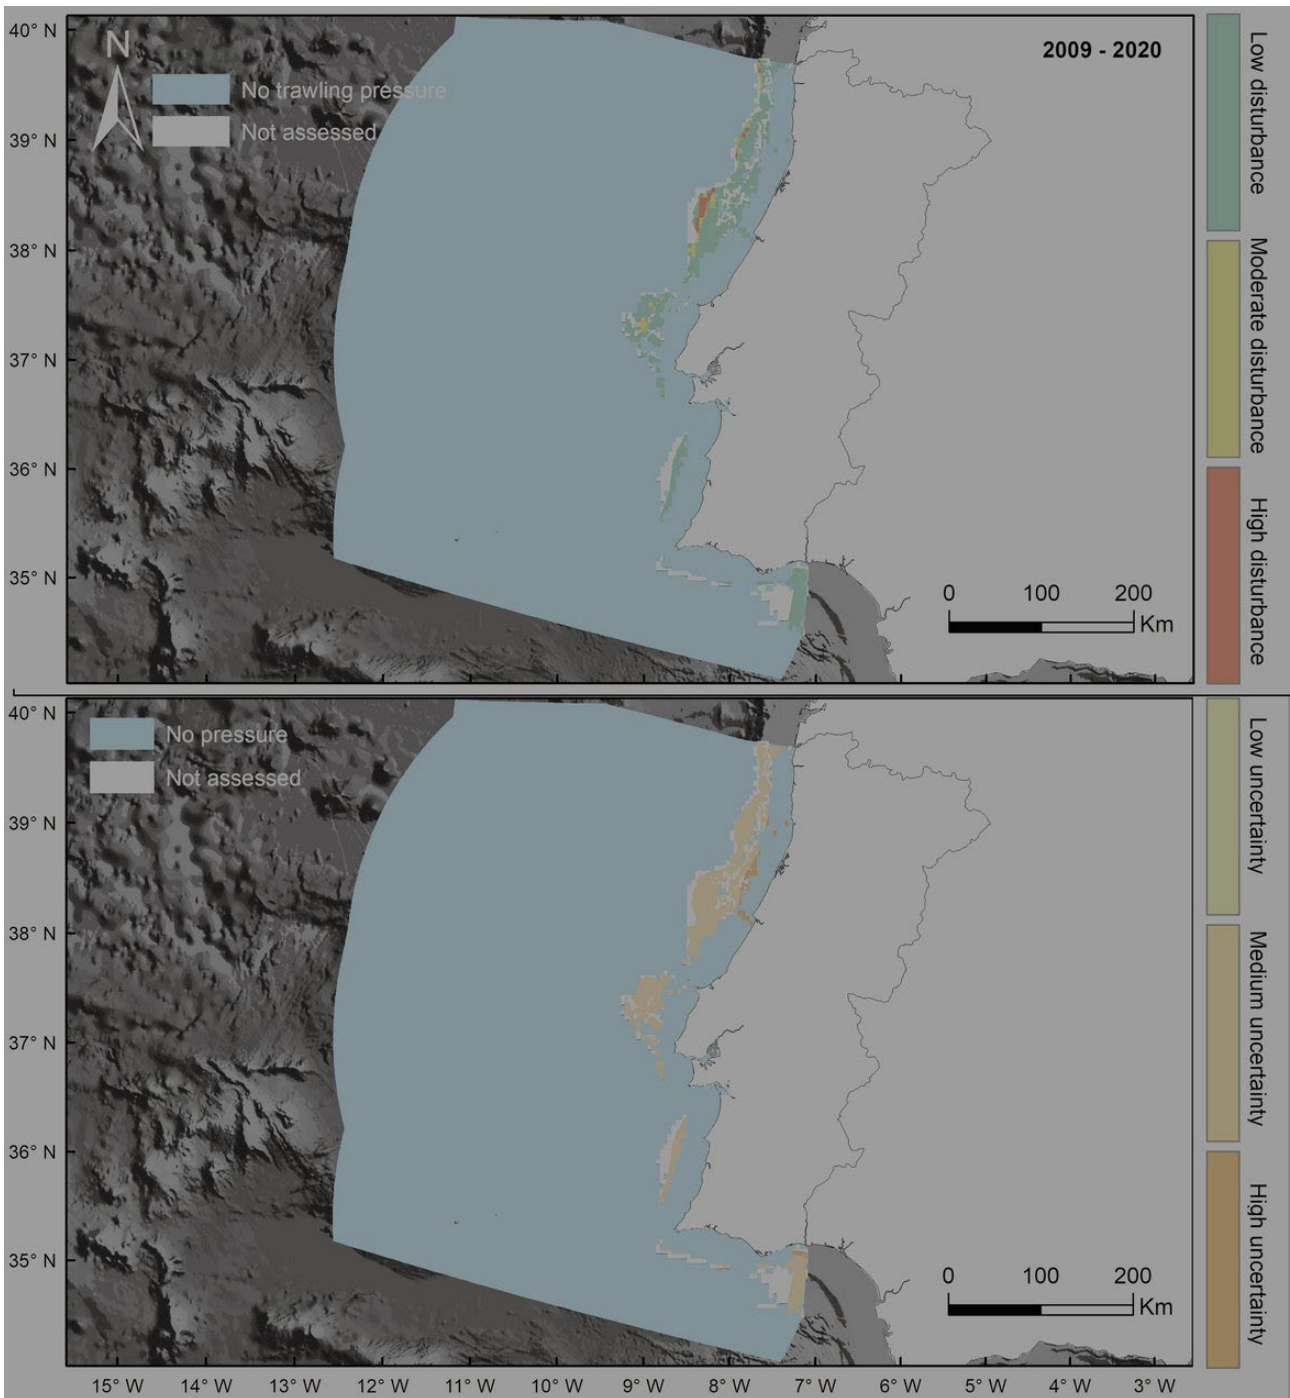 40° N
39° N
38° N
37° N
36° N
35° N
N
No trawling pressure
Not assessed
2009 - 2020
0 100 200
Km
Low disturbance
Moderate disturbance
High disturbance
40° N
39° N
38° N
37° N
36° N
35° N
No pressure
Not assessed
0 100 200
Km
Low uncertainty
Medium uncertainty
High uncertainty
15° W 14° W 13° W 12° W 11° W 10° W 9° W 8° W 7° W 6° W 5° W 4° W 3° W